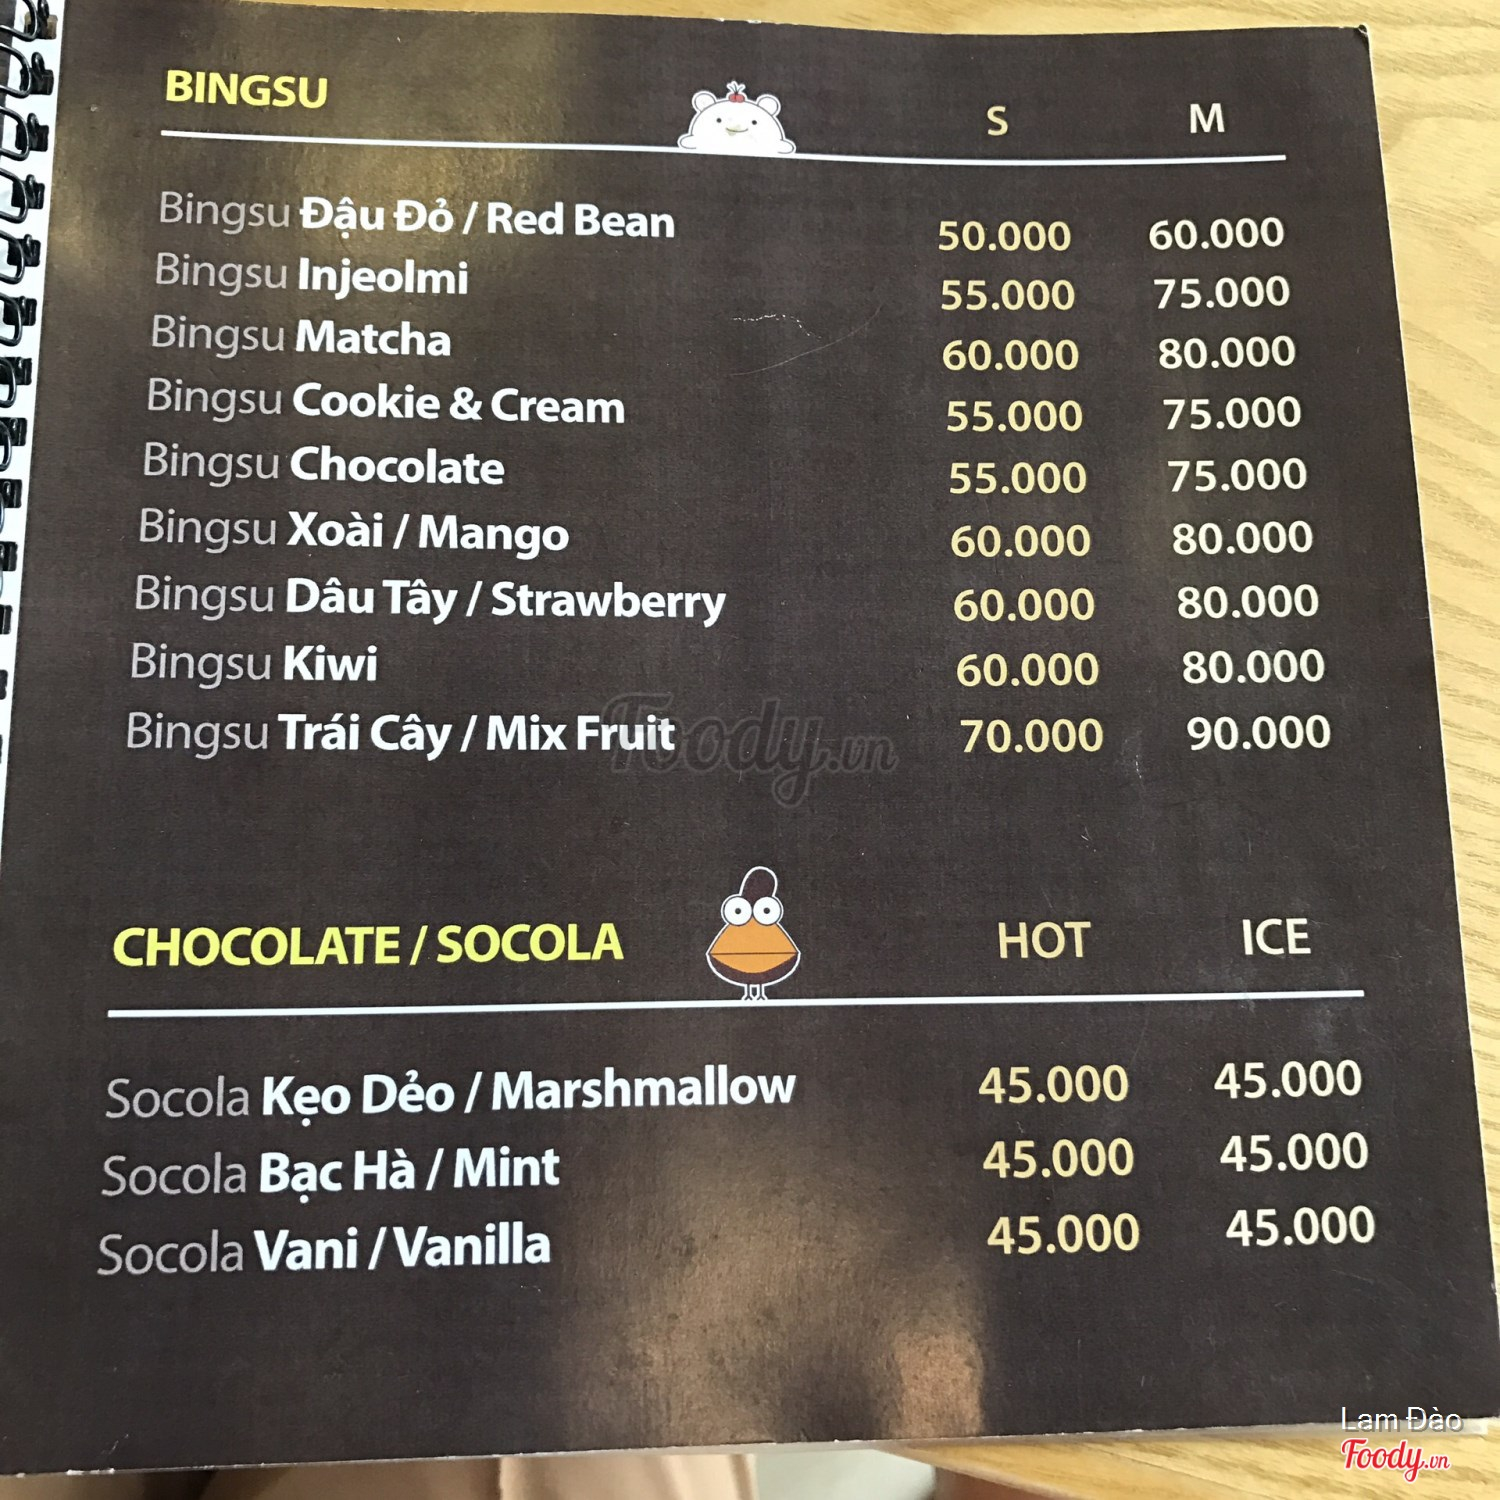 BINGSU S M
Bingsu Đậu Đỏ / Red Bean 50.000 60.000
Bingsu Injeolmi 55.000 75.000
Bingsu Matcha 60.000 80.000
Bingsu Cookie & Cream 55.000 75.000
Bingsu Chocolate 55.000 75.000
Bingsu Xoài / Mango 60.000 80.000
Bingsu Dâu Tây / Strawberry 60.000 80.000
Bingsu Kiwi 60.000 80.000
Bingsu Trái Cây / Mix Fruit 70.000 90.000
Foody.vn
CHOCOLATE / SOCOLA HOT ICE
Socola Kẹo Dẻo / Marshmallow 45.000 45.000
Socola Bạc Hà / Mint 45.000 45.000
Socola Vani / Vanilla 45.000 45.000
Lam Đào
Foody.vn